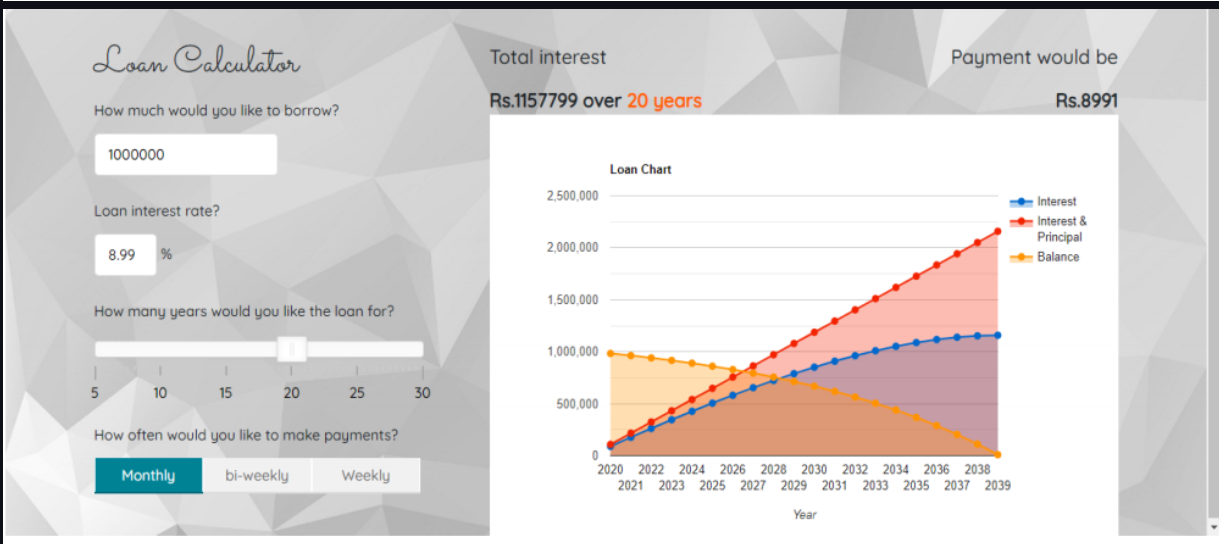 Loan Calculator
How much would you like to borrow?
1000000
Loan interest rate?
8.99 %
How many years would you like the loan for?
5 10 15 20 25 30
How often would you like to make payments?
Monthly bi-weekly Weekly
Total interest
Rs.1157799 over 20 years
Payment would be
Rs.8991
Loan Chart
2,500,000
2,000,000
1,500,000
1,000,000
500,000
0
2020 2022 2024 2026 2028 2030 2032 2034 2036 2038
2021 2023 2025 2027 2029 2031 2033 2035 2037 2039
Year
Interest
Interest &
Principal
Balance